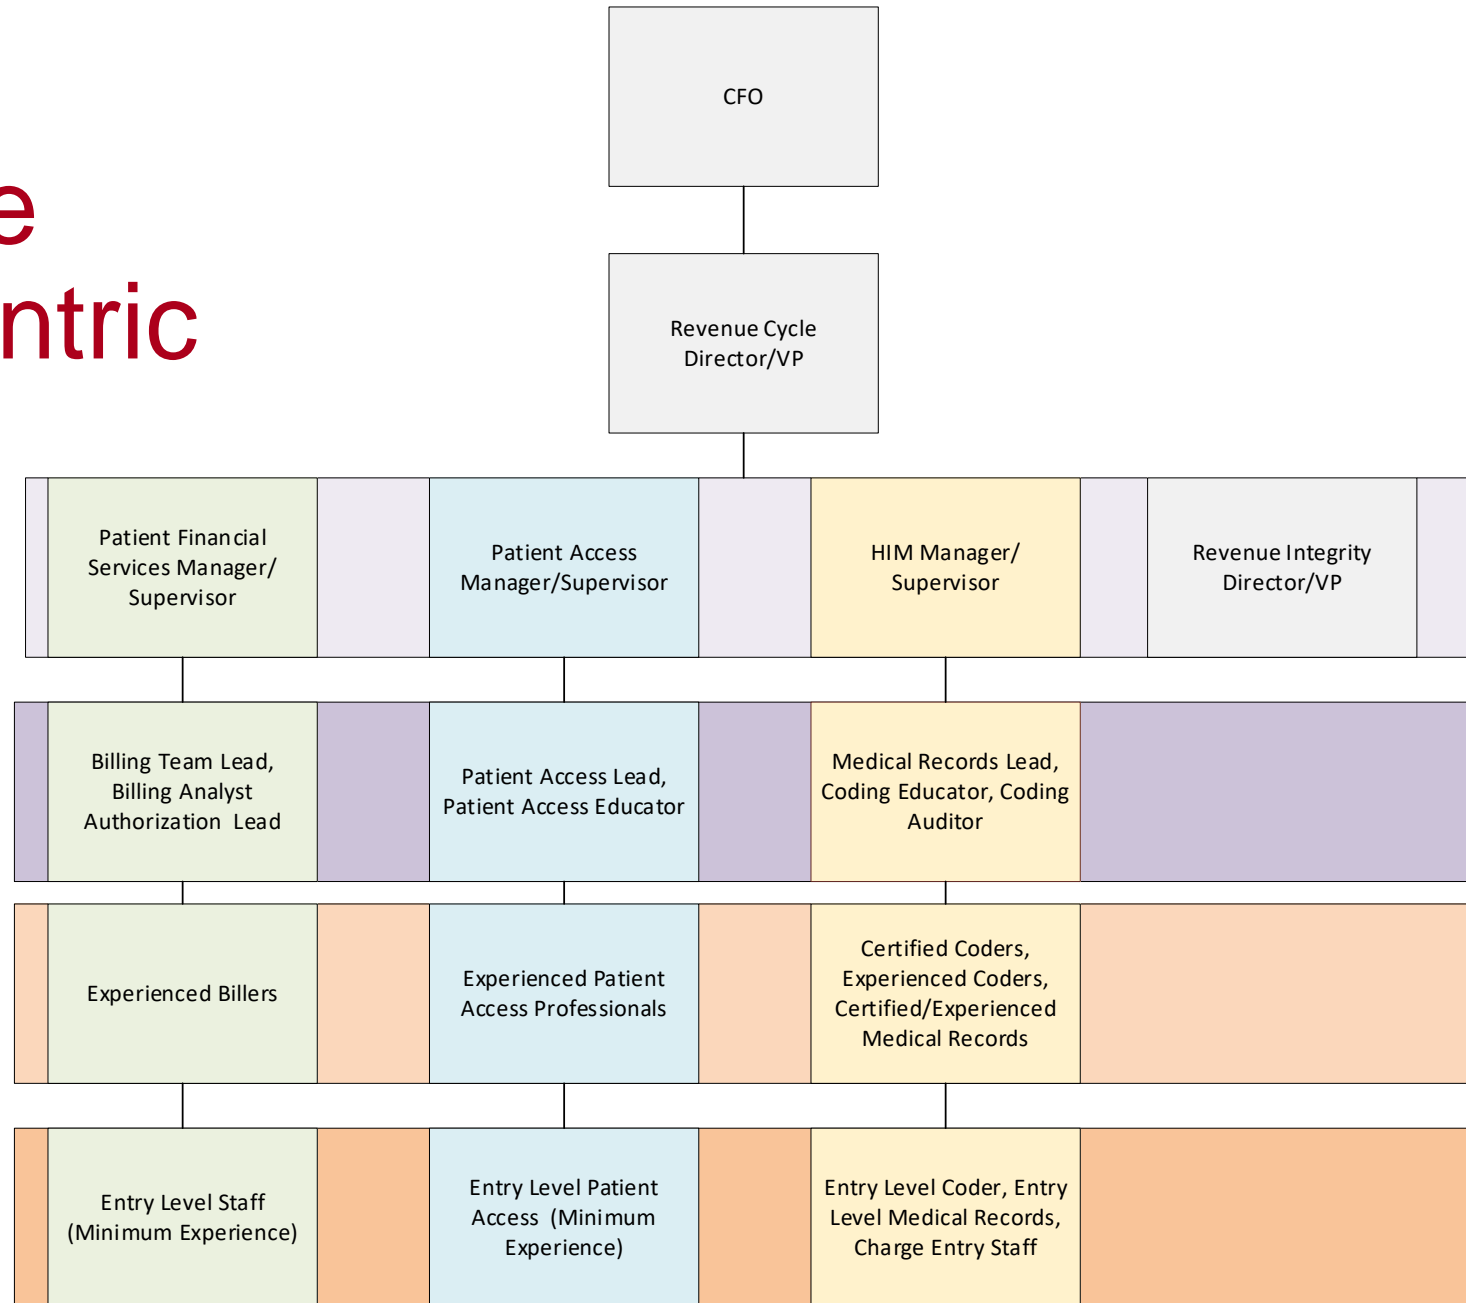 CFO
e
ntric
Revenue Cycle
Director/VP
Patient Financial
Services Manager/
Supervisor
Patient Access
Manager/Supervisor
HIM Manager/
Supervisor
Revenue Integrity
Director/VP
Billing Team Lead,
Billing Analyst
Authorization Lead
Patient Access Lead,
Patient Access Educator
Medical Records Lead,
Coding Educator, Coding
Auditor
Experienced Billers
Experienced Patient
Access Professionals
Certified Coders,
Experienced Coders,
Certified/Experienced
Medical Records
Entry Level Staff
(Minimum Experience)
Entry Level Patient
Access (Minimum
Experience)
Entry Level Coder, Entry
Level Medical Records,
Charge Entry Staff